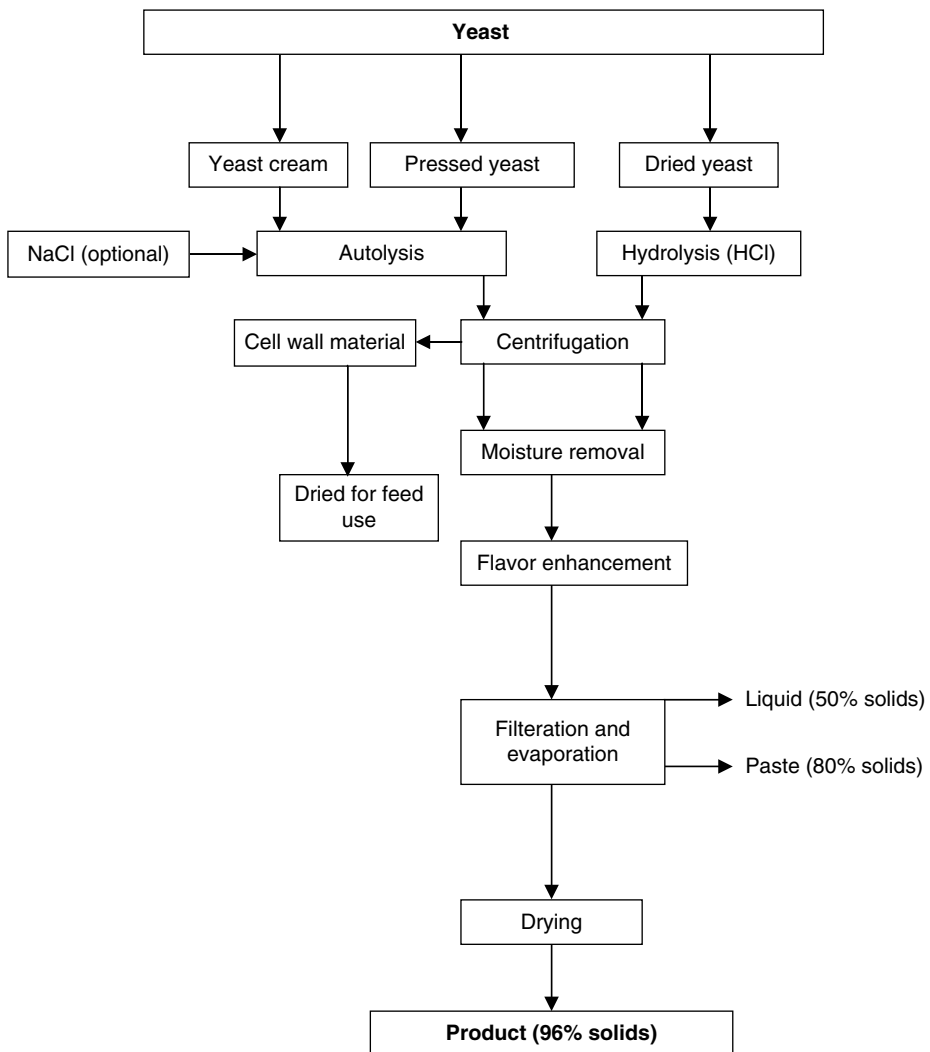 Yeast
Yeast cream
Pressed yeast
Dried yeast
NaCl (optional)
Autolysis
Hydrolysis (HCl)
Cell wall material
Centrifugation
Moisture removal
Dried for feed
use
Flavor enhancement
Liquid (50% solids)
Filteration and
evaporation
Paste (80% solids)
Drying
Product (96% solids)